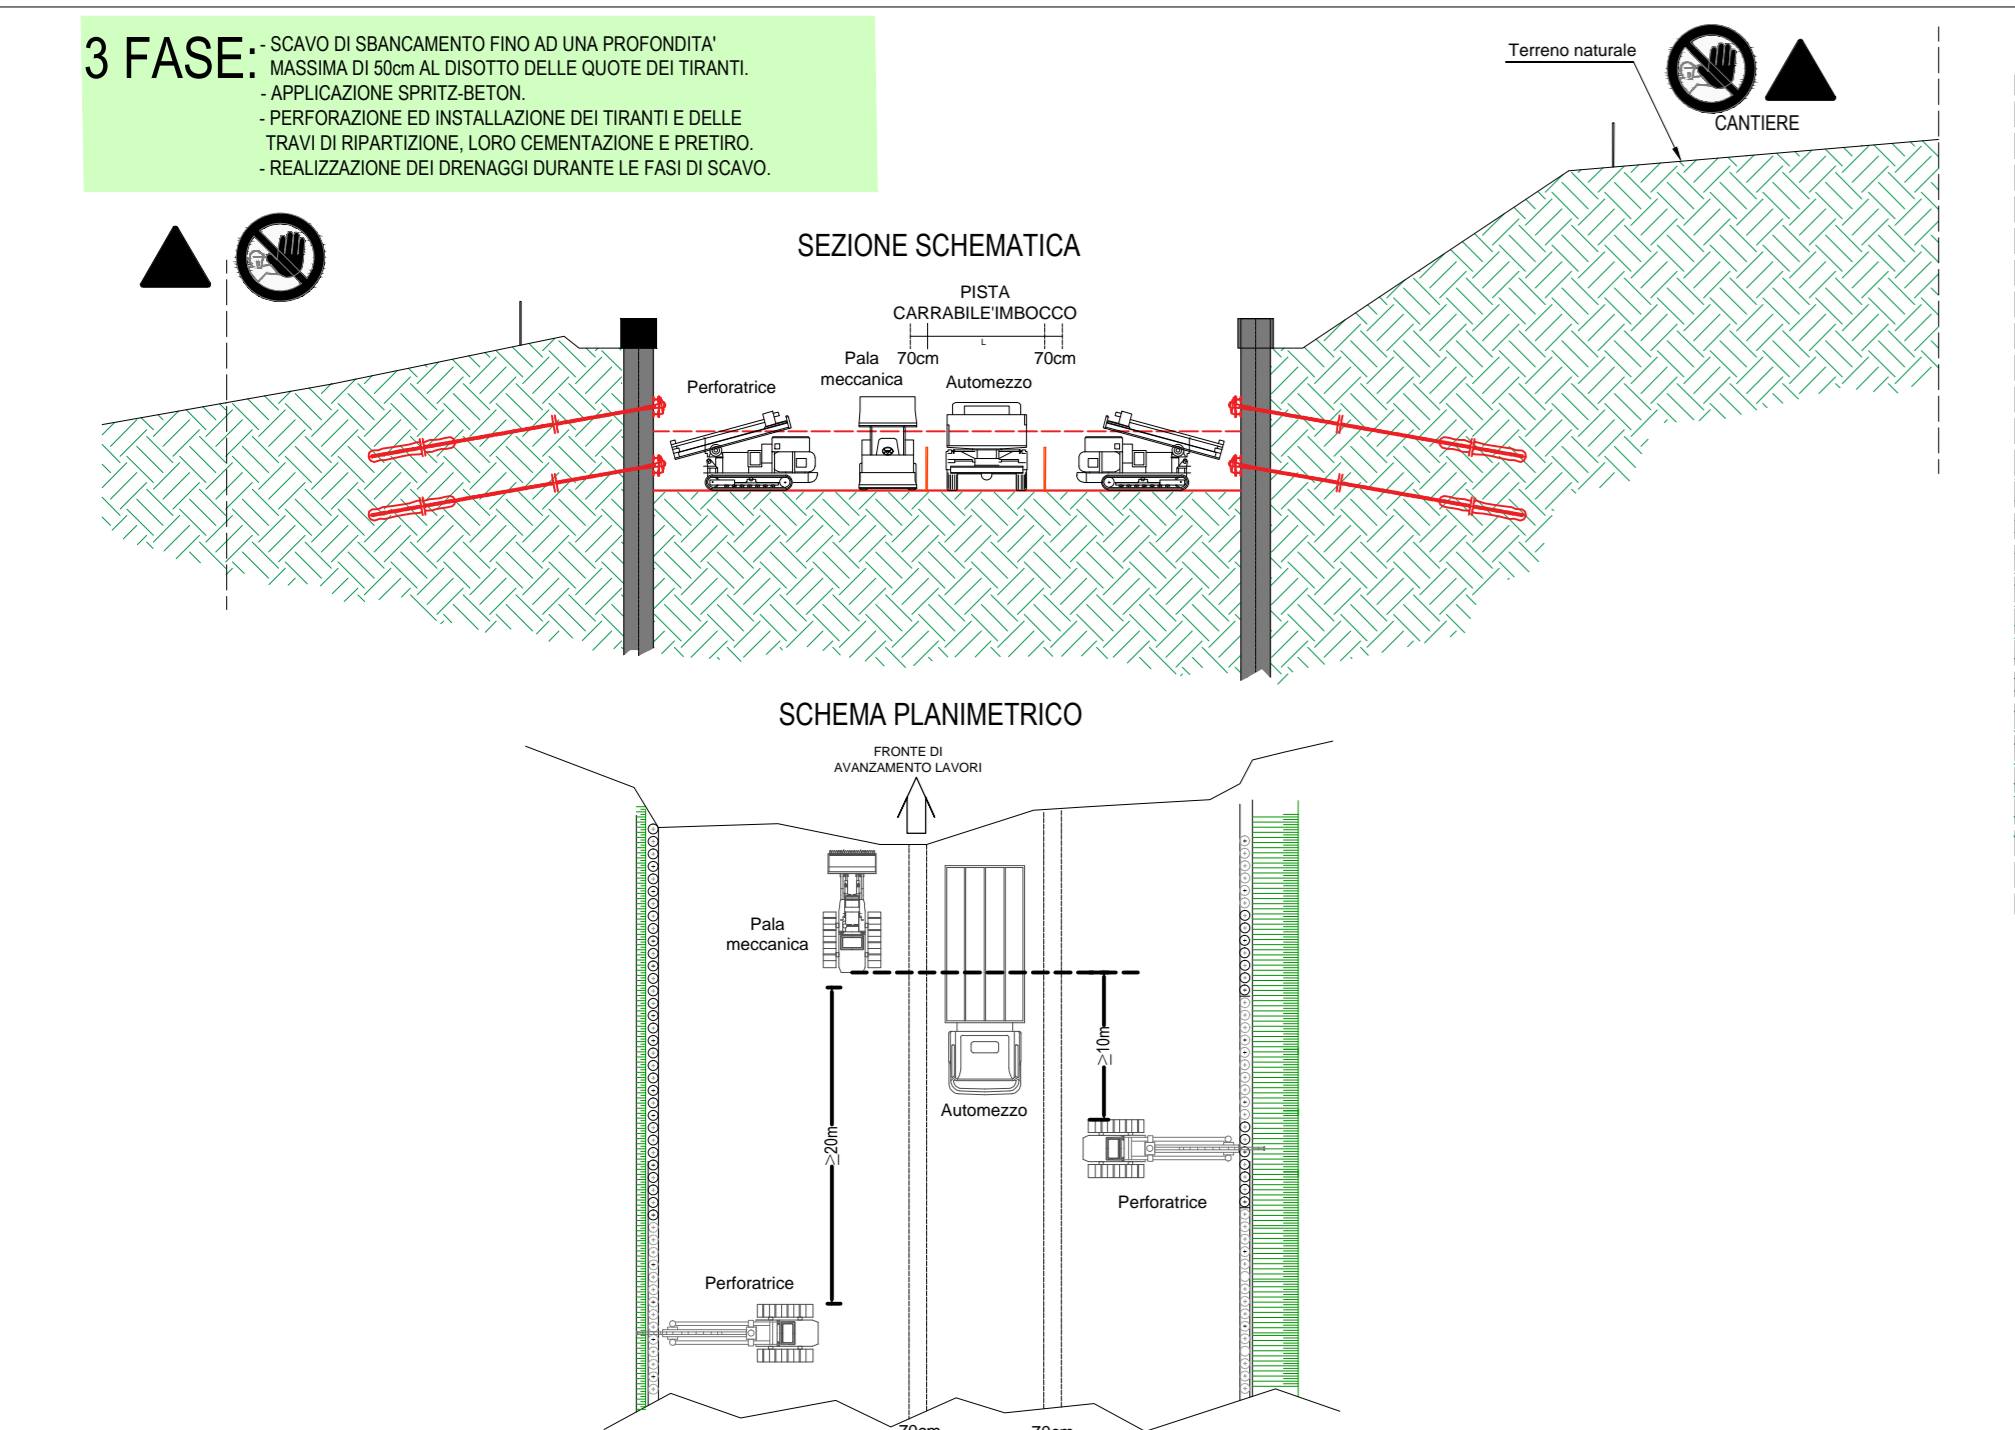 3 FASE:
- SCAVO DI SBANCAMENTO FINO AD UNA PROFONDITA'
MASSIMA DI 50cm AL DISOTTO DELLE QUOTE DEI TIRANTI.
- APPLICAZIONE SPRITZ-BETON.
- PERFORAZIONE ED INSTALLAZIONE DEI TIRANTI E DELLE
TRAVI DI RIPARTIZIONE, LORO CEMENTAZIONE E PRETIRO.
- REALIZZAZIONE DEI DRENAGGI DURANTE LE FASI DI SCAVO.
Terreno naturale
CANTIERE
SEZIONE SCHEMATICA
PISTA
CARRABILE'IMBOCCO
L
70cm
70cm
Pala
meccanica
Automezzo
Perforatrice
SCHEMA PLANIMETRICO
FRONTE DI
AVANZAMENTO LAVORI
Pala
meccanica
≥10m
Automezzo
≥20m
Perforatrice
Perforatrice
70cm
70cm